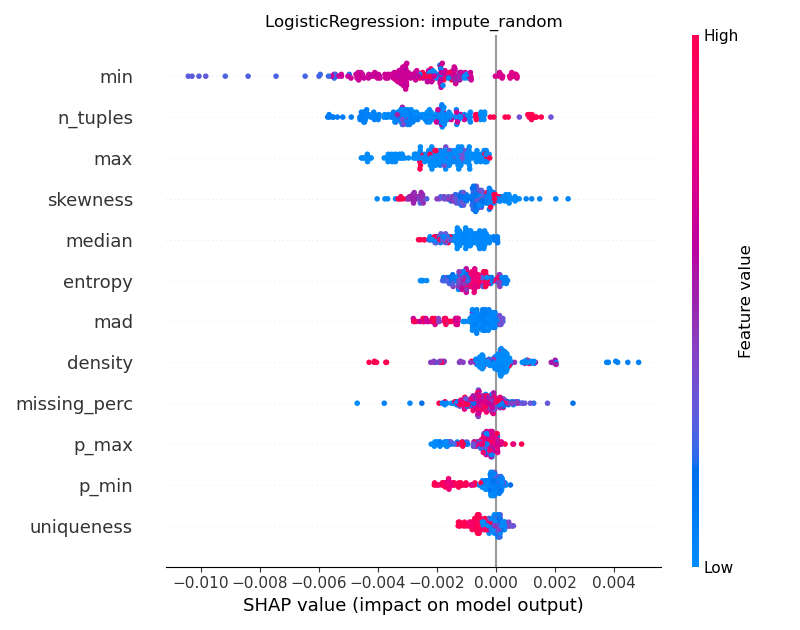 LogisticRegression: impute_random
High
min
n_tuples
max
skewness
median
entropy
mad
density
missing_perc
p_max
p_min
uniqueness
Feature value
Low
−0.010 −0.008 −0.006 −0.004 −0.002 0.000 0.002 0.004
SHAP value (impact on model output)